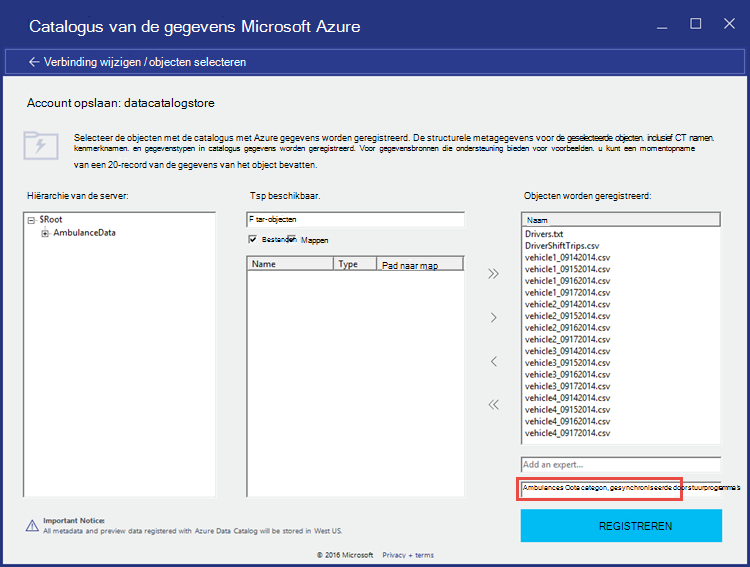 Catalogus van de gegevens Microsoft Azure
Verbinding wijzigen / objecten selecteren
Account opslaan: datacatalogstore
Selecteer de objecten met de catalogus met Azure gegevens worden geregistreerd. De structurele metagegevens voor de geselecteerde objecten. inclusief CT namen.
kenmerknamen. en gegevenstypen in catalogus gegevens worden geregistreerd. Voor gegevensbronnen die ondersteuning bieden voor voorbeelden. u kunt een momentopname
van een 20-record van de gegevens van het object bevatten.
Hiërarchie van de server:
$Root
AmbulanceData
Tsp beschikbaar.
F tar-objecten
Bestanden Mappen
Name Type Pad naar map
Objecten worden geregistreerd:
Naam
Drivers.txt
DriverShiftTrips.csv
vehicle1_09142014.csv
vehicle1_09152014.csv
vehicle1_09162014.csv
vehicle1_09172014.csv
vehicle2_09142014.csv
vehicle2_09152014.csv
vehicle2_09162014.csv
vehicle2_09172014.csv
vehicle3_09142014.csv
vehicle3_09152014.csv
vehicle3_09162014.csv
vehicle3_09172014.csv
vehicle4_09142014.csv
vehicle4_09152014.csv
vehicle4_09162014.csv
vehicle4_09172014.csv
Add an expert...
Ambulances Oota categon, gesynchroniseerde door stuurprogramma's
REGISTREREN
Important Notice:
All metadata and preview data registered with Azure Data Catalog will be stored in West US.
© 2016 Microsoft Privacy + terms